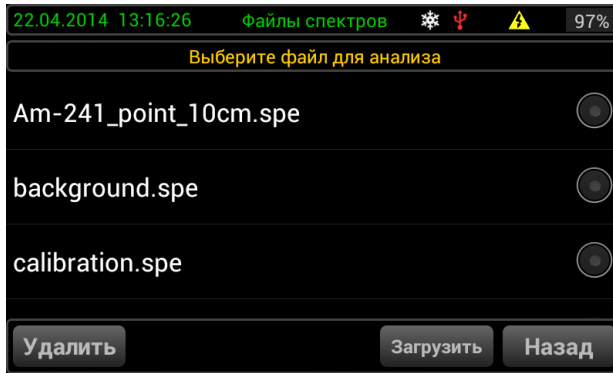 22.04.2014 13:16:26 Файлы спектров 97%
Выберите файл для анализа
Am-241_point_10cm.spe
background.spe
calibration.spe
Удалить Загрузить Назад